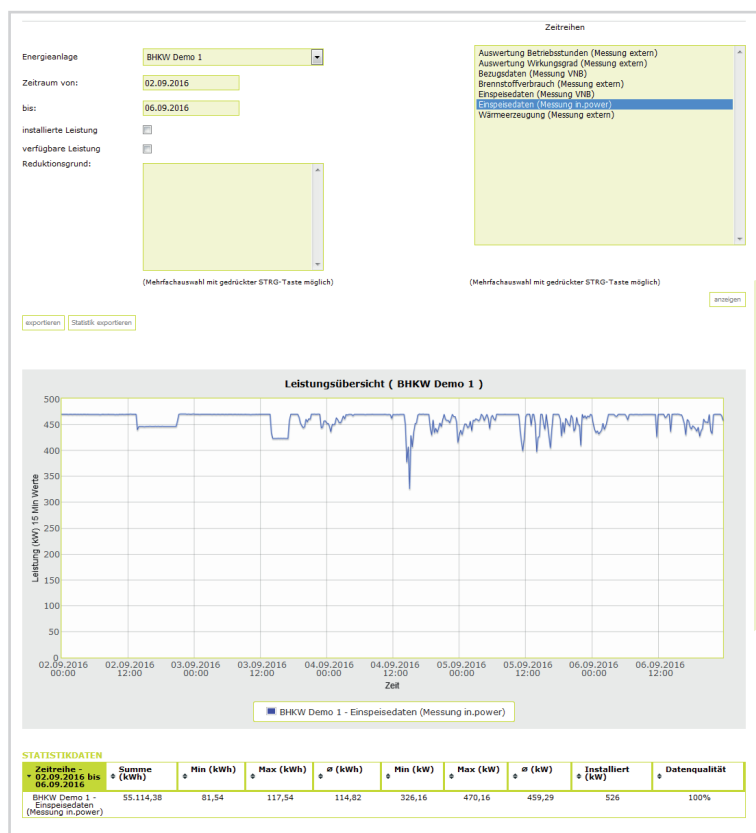 Zeitreihen
Energieanlage
BHKW Demo 1
Zeitraum von:
02.09.2016
bis:
06.09.2016
installierte Leistung
verfügbare Leistung
Reduktionsgrund:
(Mehrfachauswahl mit gedrückter STRG-Taste möglich)
Auswertung Betriebsstunden (Messung extern)
Auswertung Wirkungsgrad (Messung extern)
Bezugsdaten (Messung VNB)
Brennstoffverbrauch (Messung extern)
Einspeisedaten (Messung VNB)
Einspeisedaten (Messung in.power)
Wärmeerzeugung (Messung extern)
(Mehrfachauswahl mit gedrückter STRG-Taste möglich)
anzeigen
exportieren
Statistik exportieren
Leistungsübersicht ( BHKW Demo 1 )
Leistung (kW) 15 Min Werte
500
450
400
350
300
250
200
150
100
50
0
02.09.2016 00:00
02.09.2016 12:00
03.09.2016 00:00
03.09.2016 12:00
04.09.2016 00:00
04.09.2016 12:00
05.09.2016 00:00
05.09.2016 12:00
06.09.2016 00:00
06.09.2016 12:00
Zeit
BHKW Demo 1 - Einspeisedaten (Messung in.power)
STATISTIKDATEN
Zeitreihe -
02.09.2016 bis
06.09.2016
Summe
(kWh)
Min (kWh)
Max (kWh)
ø (kWh)
Min (kW)
Max (kW)
ø (kW)
Installiert
(kW)
Datenqualität
BHKW Demo 1 -
Einspeisedaten
(Messung in.power)
55.114,38
81,54
117,54
114,82
326,16
470,16
459,29
526
100%